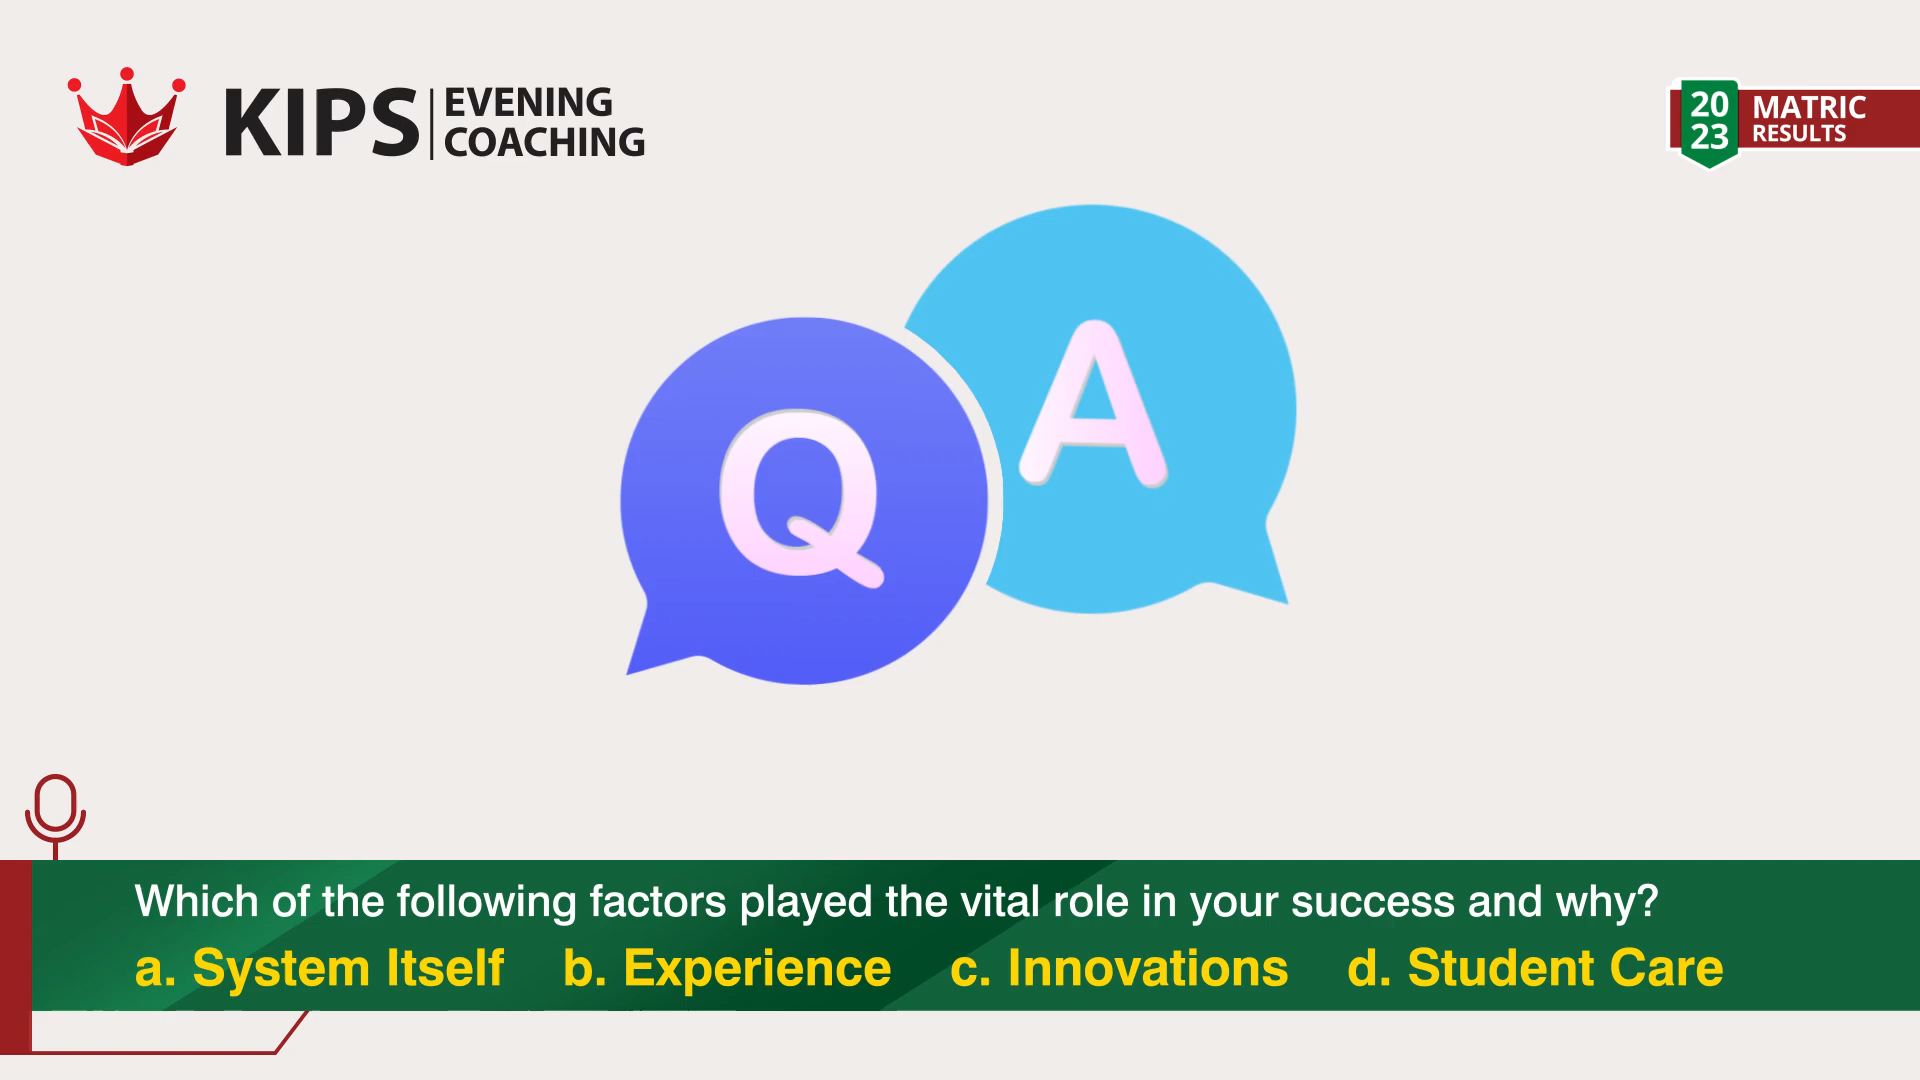 KIPS
EVENING
COACHING
20
23
MATRIC
RESULTS
Q
A
Which of the following factors played the vital role in your success and why?
a. System Itself b. Experience c. Innovations d. Student Care